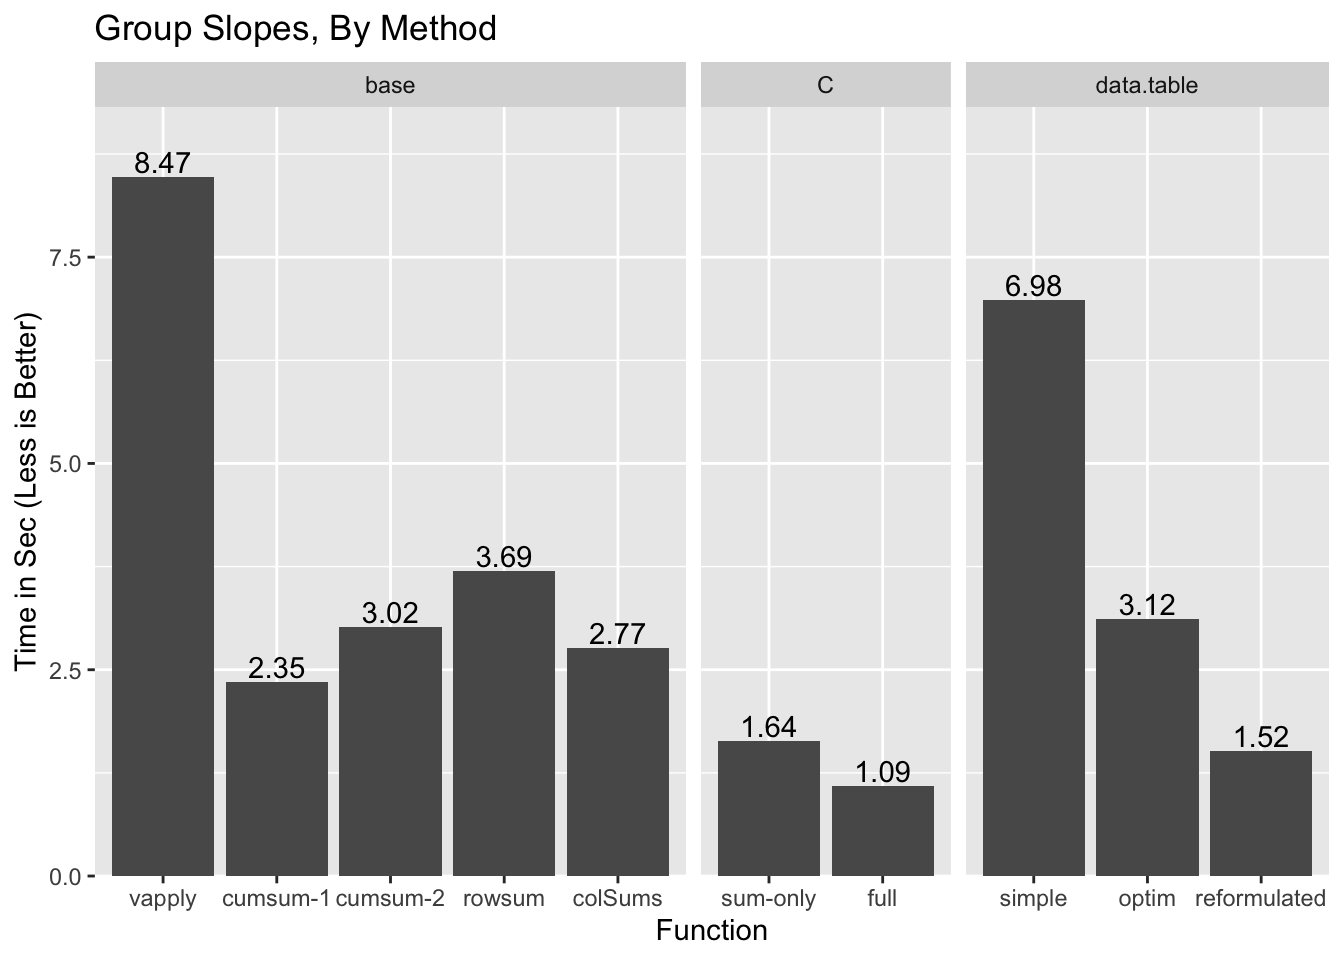 Group Slopes, By Method
base
C
data.table
8.47
2.35
3.02
3.69
2.77
1.64
1.09
6.98
3.12
1.52
Time in Sec (Less is Better)
7.5
5.0
2.5
0.0
vapply cumsum-1 cumsum-2 rowsum colSums sum-only full simple optim reformulated
Function